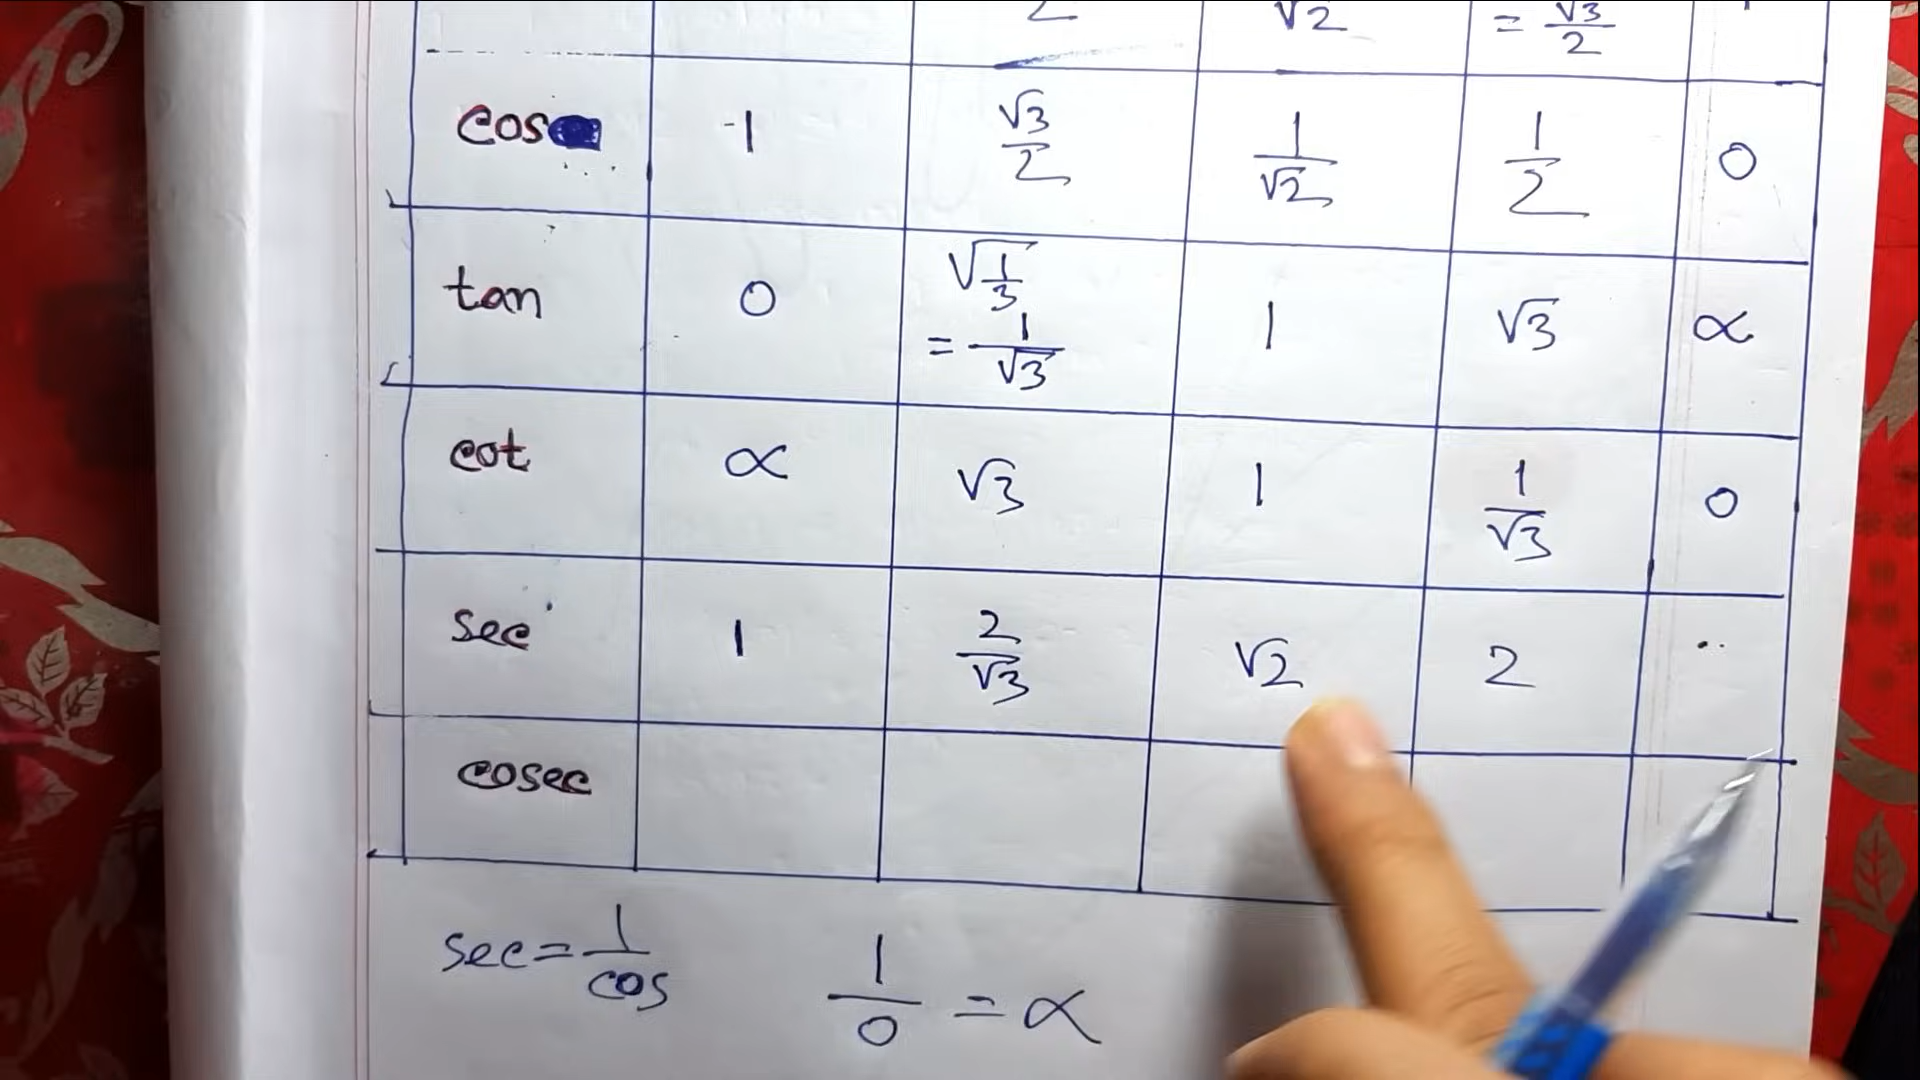 2 √2 = √3/2 1
cos 1 √3/2 1/√2 1/2 0
tan 0 √1/3 = 1/√3 1 √3 ∝
cot ∝ √3 1 1/√3 0
sec 1 2/√3 √2 2
cosec
sec = 1/cos 1/0 = ∝